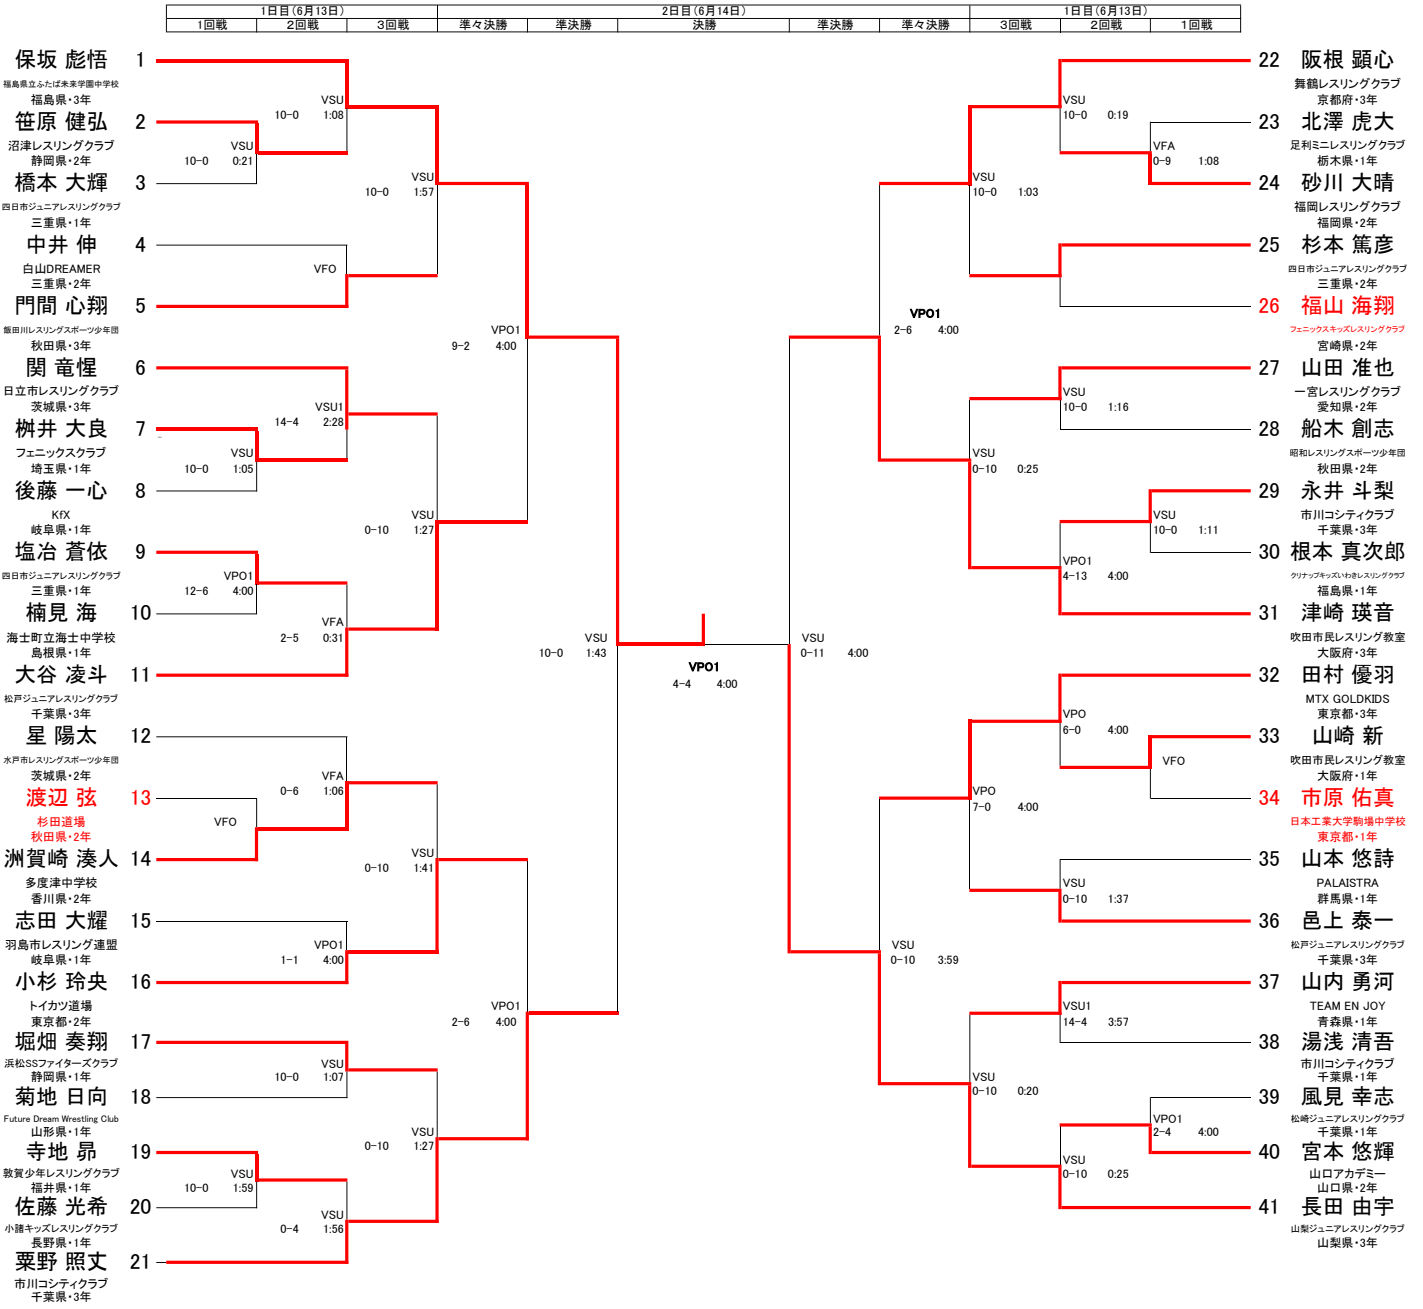 1日目(6月13日) 2日目(6月14日) 1日目(6月13日)
1回戦 2回戦 3回戦 準々決勝 準決勝 決勝 準決勝 準々決勝 3回戦 2回戦 1回戦
保坂 彪悟 1
福島県立ふたば未来学園中学校
福島県・3年
笹原 健弘 2
沼津レスリングクラブ
静岡県・2年
橋本 大輝 3
四日市ジュニアレスリングクラブ
三重県・1年
中井 伸 4
白山DREAMER
三重県・2年
門間 心翔 5
飯田川レスリングスポーツ少年団
秋田県・3年
関 竜惺 6
日立市レスリングクラブ
茨城県・3年
桝井 大良 7
フェニックスクラブ
埼玉県・1年
後藤 一心 8
KfX
岐阜県・1年
塩冶 蒼依 9
四日市ジュニアレスリングクラブ
三重県・1年
楠見 海 10
海士町立海士中学校
島根県・1年
大谷 凌斗 11
松戸ジュニアレスリングクラブ
千葉県・3年
星 陽太 12
水戸市レスリングスポーツ少年団
茨城県・2年
渡辺 弦 13
杉田道場
秋田県・2年
洲賀崎 湊人 14
多度津中学校
香川県・2年
志田 大耀 15
羽島市レスリング連盟
岐阜県・1年
小杉 玲央 16
トイカツ道場
東京都・2年
堀畑 奏翔 17
浜松SSファイターズクラブ
静岡県・1年
菊地 日向 18
Future Dream Wrestling Club
山形県・1年
寺地 昴 19
敦賀少年レスリングクラブ
福井県・1年
佐藤 光希 20
小諸キッズレスリングクラブ
長野県・1年
粟野 照丈 21
市川コシティクラブ
千葉県・3年
VSU
10-0 0:21
VSU
10-0 1:05
VPO1
12-6 4:00
VFO
VSU
10-0 1:59
VSU
10-0 1:08
VFO
VSU1
14-4 2:28
VFA
2-5 0:31
VFA
0-6 1:06
VPO1
1-1 4:00
VSU
10-0 1:07
VSU
0-4 1:56
VSU
10-0 1:57
VSU
0-10 1:27
VSU
0-10 1:41
VSU
0-10 1:27
VPO1
9-2 4:00
VPO1
2-6 4:00
VSU
10-0 1:43
VPO1
4-4 4:00
VSU
0-11 4:00
VPO1
2-6 4:00
VSU
0-10 3:59
VSU
10-0 1:03
VSU
0-10 0:25
VPO
7-0 4:00
VSU
0-10 0:20
VSU
10-0 0:19
VSU
10-0 1:16
VPO1
4-13 4:00
VPO
6-0 4:00
VSU
0-10 1:37
VSU1
14-4 3:57
VSU
0-10 0:25
VFA
0-9 1:08
VSU
10-0 1:11
VFO
VPO1
2-4 4:00
22 阪根 顕心
舞鶴レスリングクラブ
京都府・3年
23 北澤 虎大
足利ミニレスリングクラブ
栃木県・1年
24 砂川 大晴
福岡レスリングクラブ
福岡県・2年
25 杉本 篤彦
四日市ジュニアレスリングクラブ
三重県・2年
26 福山 海翔
フェニックスキッズレスリングクラブ
宮崎県・2年
27 山田 准也
一宮レスリングクラブ
愛知県・2年
28 船木 創志
昭和レスリングスポーツ少年団
秋田県・2年
29 永井 斗梨
市川コシティクラブ
千葉県・3年
30 根本 真次郎
クリナップキッズいわきレスリングクラブ
福島県・1年
31 津崎 瑛音
吹田市民レスリング教室
大阪府・3年
32 田村 優羽
MTX GOLDKIDS
東京都・3年
33 山崎 新
吹田市民レスリング教室
大阪府・1年
34 市原 佑真
日本工業大学駒場中学校
東京都・1年
35 山本 悠詩
PALAISTRA
群馬県・1年
36 邑上 泰一
松戸ジュニアレスリングクラブ
千葉県・3年
37 山内 勇河
TEAM EN JOY
青森県・1年
38 湯浅 清吾
市川コシティクラブ
千葉県・1年
39 風見 幸志
松崎ジュニアレスリングクラブ
千葉県・1年
40 宮本 悠輝
山口アカデミー
山口県・2年
41 長田 由宇
山梨ジュニアレスリングクラブ
山梨県・3年